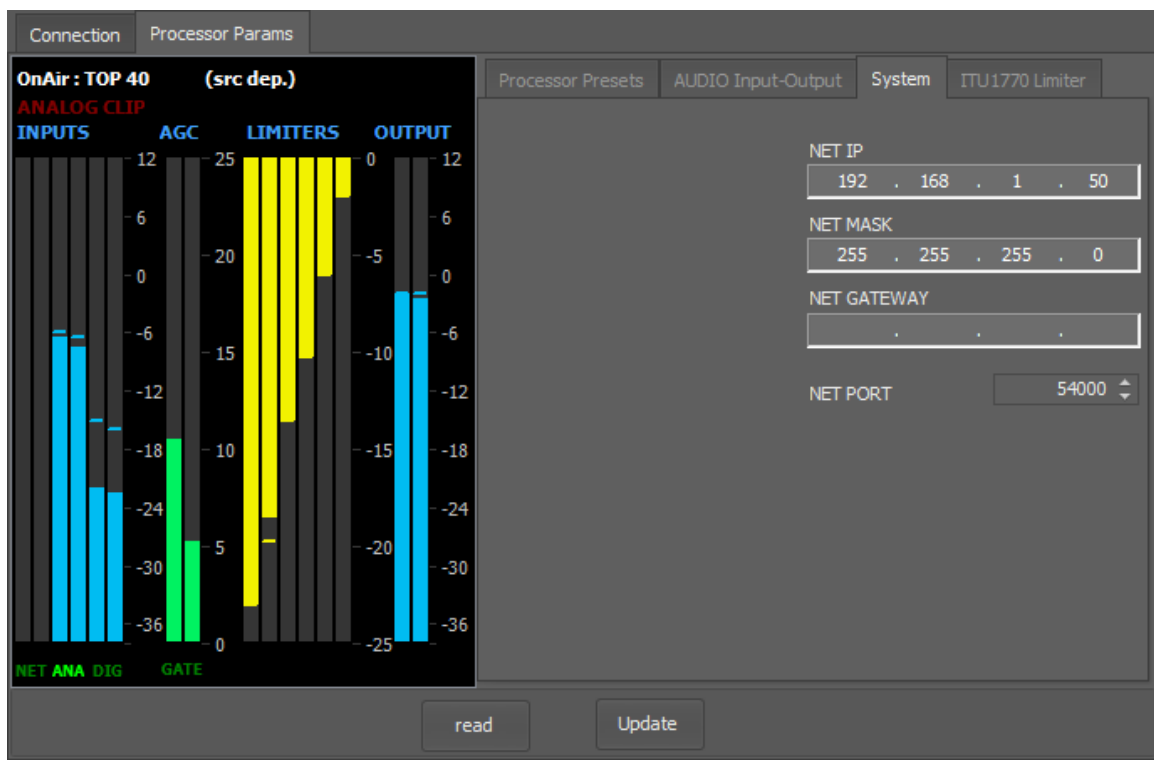 Connection Processor Params
OnAir : TOP 40 (src dep.)
ANALOG CLIP
INPUTS AGC LIMITERS OUTPUT
12 25 0 12
6 6
20 -5
0 0
-6 -6
15 -10
-12 -12
-18 10 -15 -18
-24 -24
5 -20
-30 -30
-36 -36
0 -25
NET ANA DIG GATE
Processor Presets AUDIO Input-Output System ITU1770 Limiter
NET IP
192 . 168 . 1 . 50
NET MASK
255 . 255 . 255 . 0
NET GATEWAY
. . .
NET PORT 54000
read Update